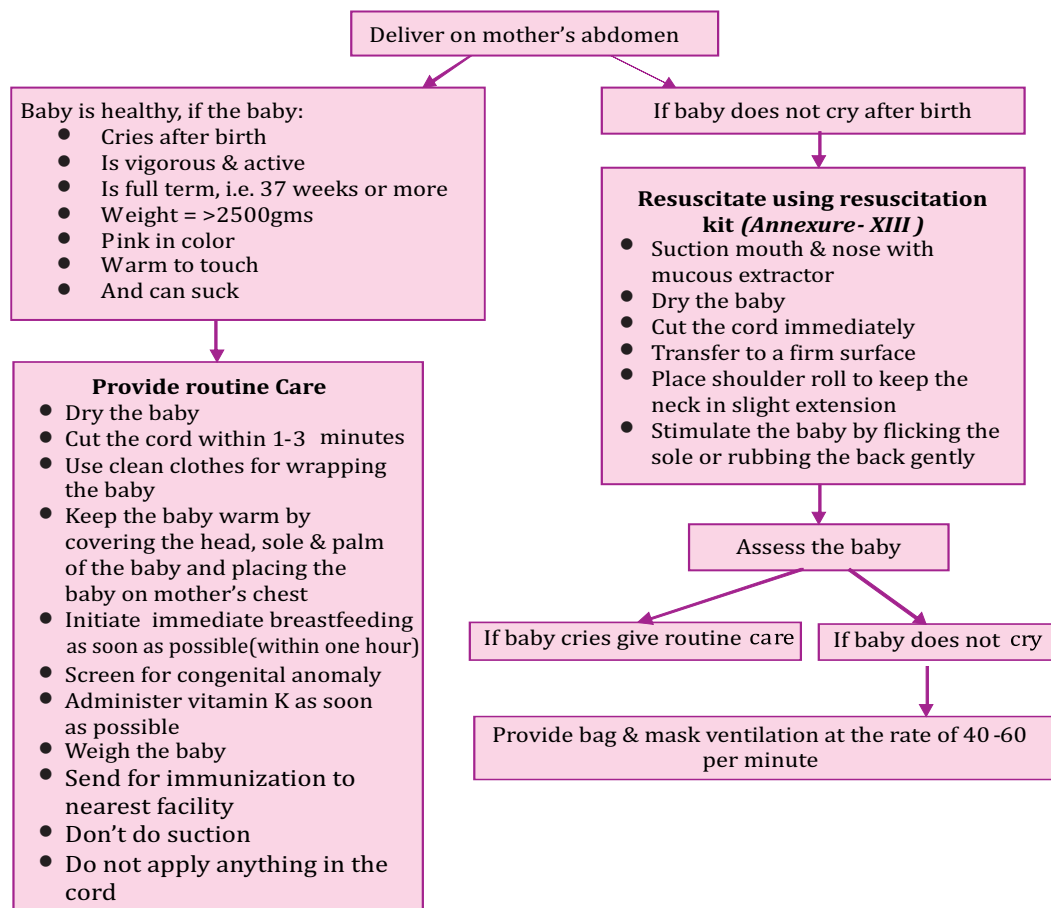 Deliver on mother's abdomen
Baby is healthy, if the baby:
● Cries after birth
● Is vigorous & active
● Is full term, i.e. 37 weeks or more
● Weight = >2500gms
● Pink in color
● Warm to touch
● And can suck
Provide routine Care
● Dry the baby
● Cut the cord within 1-3 minutes
● Use clean clothes for wrapping
the baby
● Keep the baby warm by
covering the head, sole & palm
of the baby and placing the
baby on mother's chest
● Initiate immediate breastfeeding
as soon as possible(within one hour)
● Screen for congenital anomaly
● Administer vitamin K as soon
as possible
● Weigh the baby
● Send for immunization to
nearest facility
● Don't do suction
● Do not apply anything in the
cord
If baby does not cry after birth
Resuscitate using resuscitation
kit (Annexure- XIII )
● Suction mouth & nose with
mucous extractor
● Dry the baby
● Cut the cord immediately
● Transfer to a firm surface
● Place shoulder roll to keep the
neck in slight extension
● Stimulate the baby by flicking the
sole or rubbing the back gently
Assess the baby
If baby cries give routine care
If baby does not cry
Provide bag & mask ventilation at the rate of 40-60
per minute